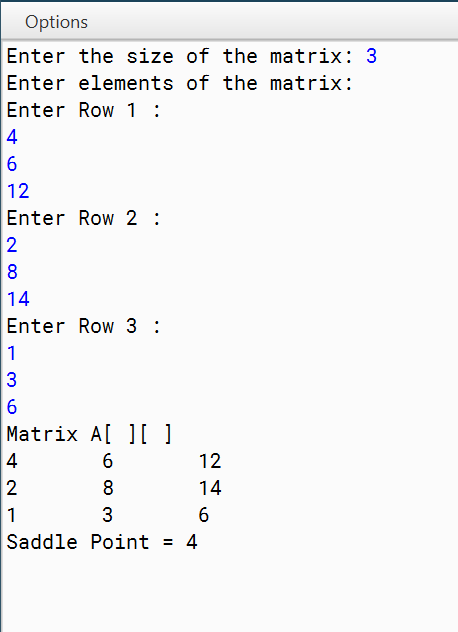 Options
Enter the size of the matrix: 3
Enter elements of the matrix:
Enter Row 1 :
4
6
12
Enter Row 2 :
2
8
14
Enter Row 3 :
1
3
6
Matrix A[ ][ ]
4       6       12
2       8       14
1       3       6
Saddle Point = 4